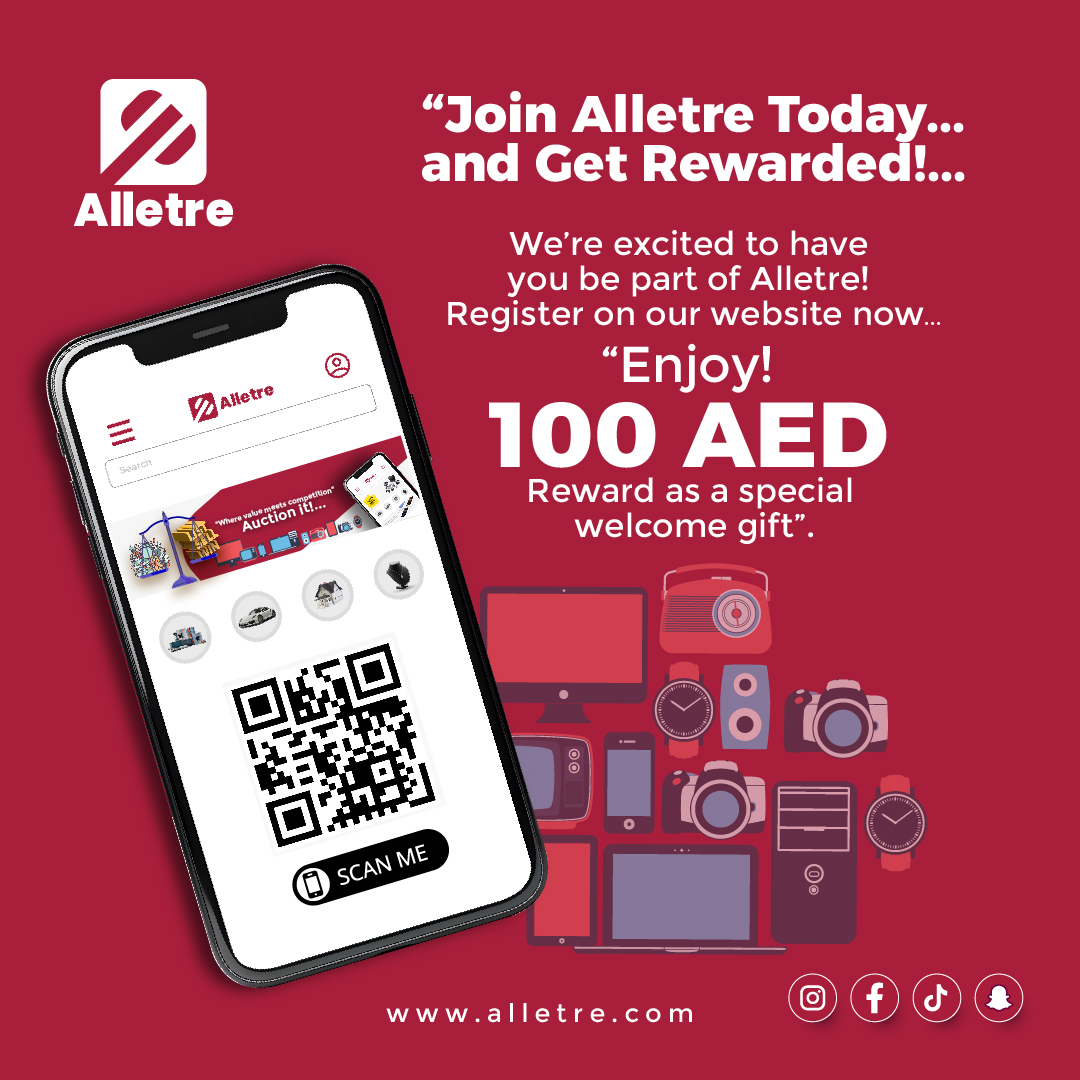 Alletre
“Join Alletre Today...
and Get Rewarded!...
We’re excited to have
you be part of Alletre!
Register on our website now...
“Enjoy!
100 AED
Reward as a special
welcome gift”.
Alletre
Search
“Where value meets competition”
Auction it!...
SCAN ME
www.alletre.com